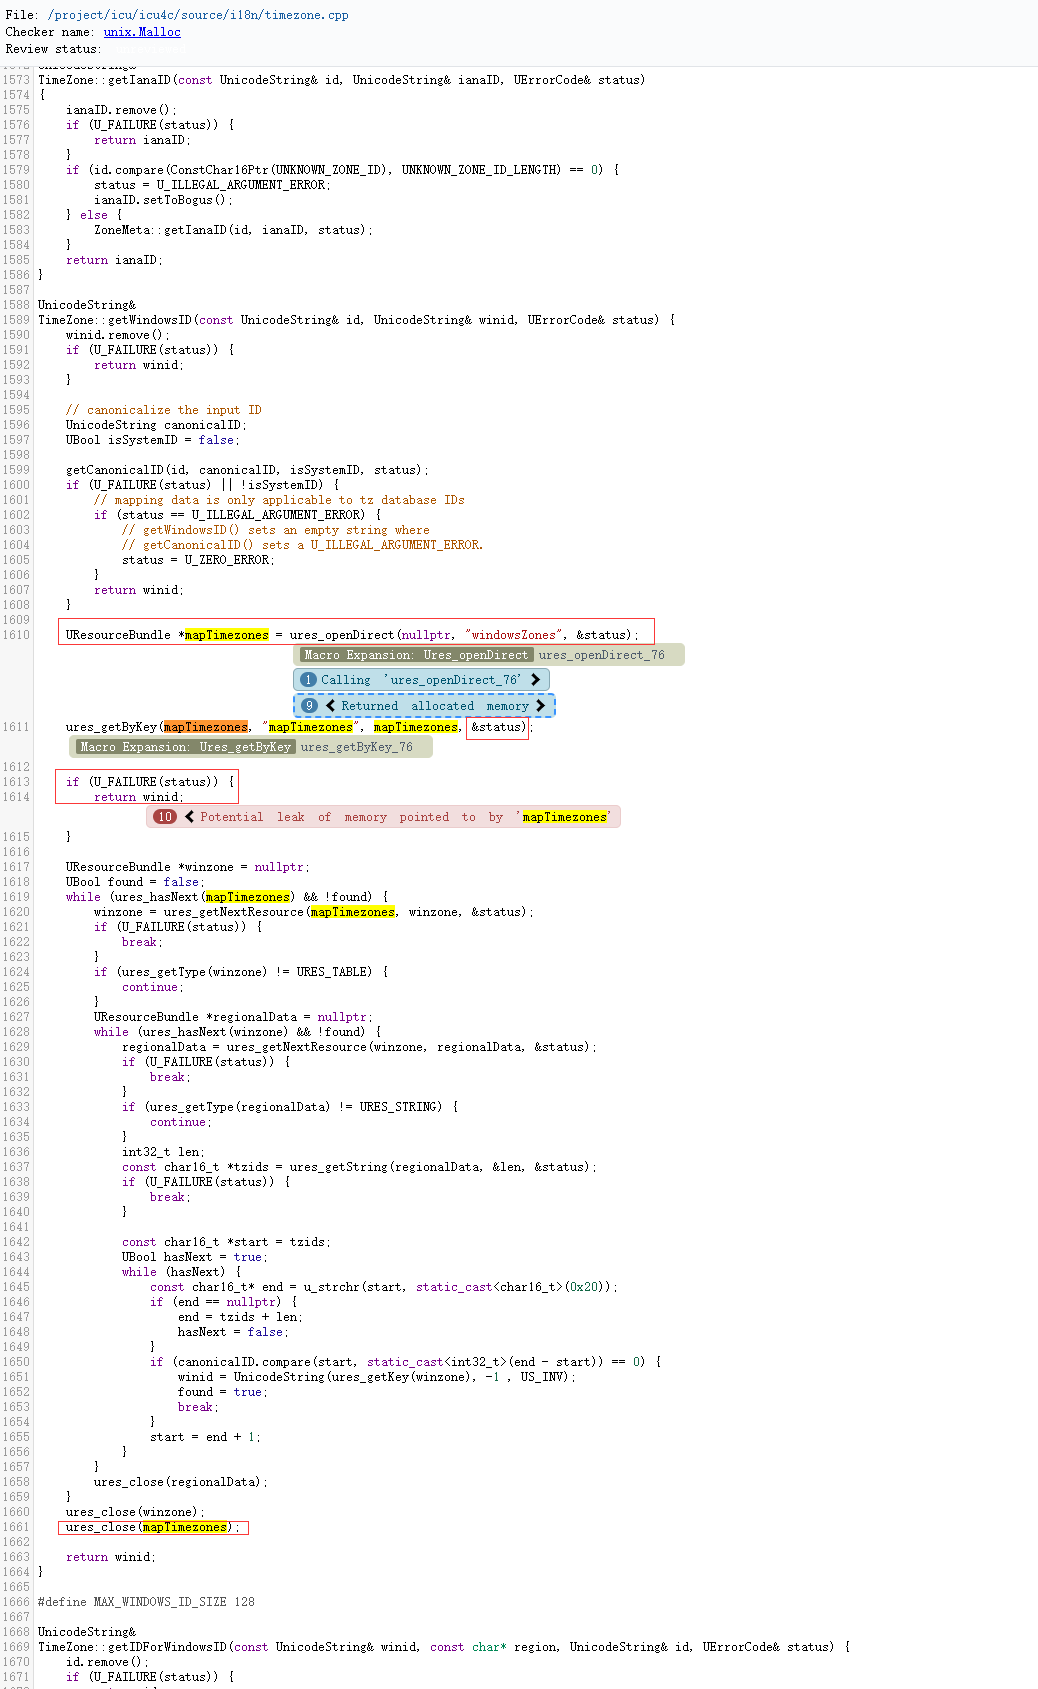 File: /project/icu/icu4c/source/i18n/timezone.cpp
Checker name: unix.Malloc
Review status:
1573 TimeZone::getIanaID(const UnicodeString& id, UnicodeString& ianaID, UErrorCode& status)
1574 {
1575     ianaID.remove();
1576     if (U_FAILURE(status)) {
1577         return ianaID;
1578     }
1579     if (id.compare(ConstChar16Ptr(UNKNOWN_ZONE_ID), UNKNOWN_ZONE_ID_LENGTH) == 0) {
1580         status = U_ILLEGAL_ARGUMENT_ERROR;
1581         ianaID.setToBogus();
1582     } else {
1583         ZoneMeta::getIanaID(id, ianaID, status);
1584     }
1585     return ianaID;
1586 }
1587
1588 UnicodeString&
1589 TimeZone::getWindowsID(const UnicodeString& id, UnicodeString& winid, UErrorCode& status) {
1590     winid.remove();
1591     if (U_FAILURE(status)) {
1592         return winid;
1593     }
1594
1595     // canonicalize the input ID
1596     UnicodeString canonicalID;
1597     UBool isSystemID = false;
1598
1599     getCanonicalID(id, canonicalID, isSystemID, status);
1600     if (U_FAILURE(status) || !isSystemID) {
1601         // mapping data is only applicable to tz database IDs
1602         if (status == U_ILLEGAL_ARGUMENT_ERROR) {
1603             // getWindowsID() sets an empty string where
1604             // getCanonicalID() sets a U_ILLEGAL_ARGUMENT_ERROR.
1605             status = U_ZERO_ERROR;
1606         }
1607         return winid;
1608     }
1609
1610     UResourceBundle *mapTimezones = ures_openDirect(nullptr, "windowsZones", &status);
Macro Expansion: Ures_openDirect ures_openDirect_76
1 Calling 'ures_openDirect_76'
9 Returned allocated memory
1611     ures_getByKey(mapTimezones, "mapTimezones", mapTimezones, &status);
Macro Expansion: Ures_getByKey ures_getByKey_76
1612
1613     if (U_FAILURE(status)) {
1614         return winid;
10 Potential leak of memory pointed to by 'mapTimezones'
1615     }
1616
1617     UResourceBundle *winzone = nullptr;
1618     UBool found = false;
1619     while (ures_hasNext(mapTimezones) && !found) {
1620         winzone = ures_getNextResource(mapTimezones, winzone, &status);
1621         if (U_FAILURE(status)) {
1622             break;
1623         }
1624         if (ures_getType(winzone) != URES_TABLE) {
1625             continue;
1626         }
1627         UResourceBundle *regionalData = nullptr;
1628         while (ures_hasNext(winzone) && !found) {
1629             regionalData = ures_getNextResource(winzone, regionalData, &status);
1630             if (U_FAILURE(status)) {
1631                 break;
1632             }
1633             if (ures_getType(regionalData) != URES_STRING) {
1634                 continue;
1635             }
1636             int32_t len;
1637             const char16_t *tzids = ures_getString(regionalData, &len, &status);
1638             if (U_FAILURE(status)) {
1639                 break;
1640             }
1641
1642             const char16_t *start = tzids;
1643             UBool hasNext = true;
1644             while (hasNext) {
1645                 const char16_t* end = u_strchr(start, static_cast<char16_t>(0x20));
1646                 if (end == nullptr) {
1647                     end = tzids + len;
1648                     hasNext = false;
1649                 }
1650                 if (canonicalID.compare(start, static_cast<int32_t>(end - start)) == 0) {
1651                     winid = UnicodeString(ures_getKey(winzone), -1 , US_INV);
1652                     found = true;
1653                     break;
1654                 }
1655                 start = end + 1;
1656             }
1657         }
1658         ures_close(regionalData);
1659     }
1660     ures_close(winzone);
1661     ures_close(mapTimezones);
1662
1663     return winid;
1664 }
1665
1666 #define MAX_WINDOWS_ID_SIZE 128
1667
1668 UnicodeString&
1669 TimeZone::getIDForWindowsID(const UnicodeString& winid, const char* region, UnicodeString& id, UErrorCode& status) {
1670     id.remove();
1671     if (U_FAILURE(status)) {